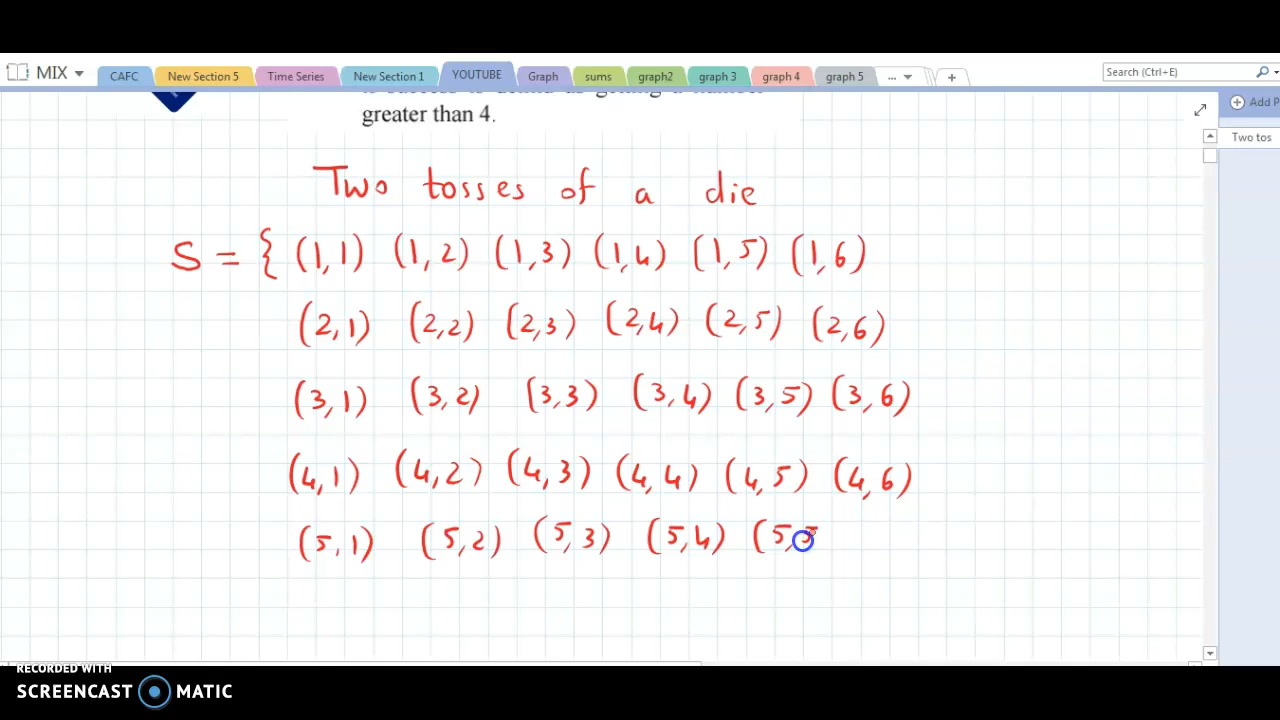 MIX
CAFC
New Section 5
Time Series
New Section 1
YOUTUBE
Graph
sums
graph2
graph 3
graph 4
graph 5
...
Search (Ctrl+E)
Add P
Two tos
greater than 4.
Two tosses of a die
S = { (1,1) (1,2) (1,3) (1,4) (1,5) (1,6)
(2,1) (2,2) (2,3) (2,4) (2,5) (2,6)
(3,1) (3,2) (3,3) (3,4) (3,5) (3,6)
(4,1) (4,2) (4,3) (4,4) (4,5) (4,6)
(5,1) (5,2) (5,3) (5,4) (5,5
RECORDED WITH
SCREENCAST MATIC